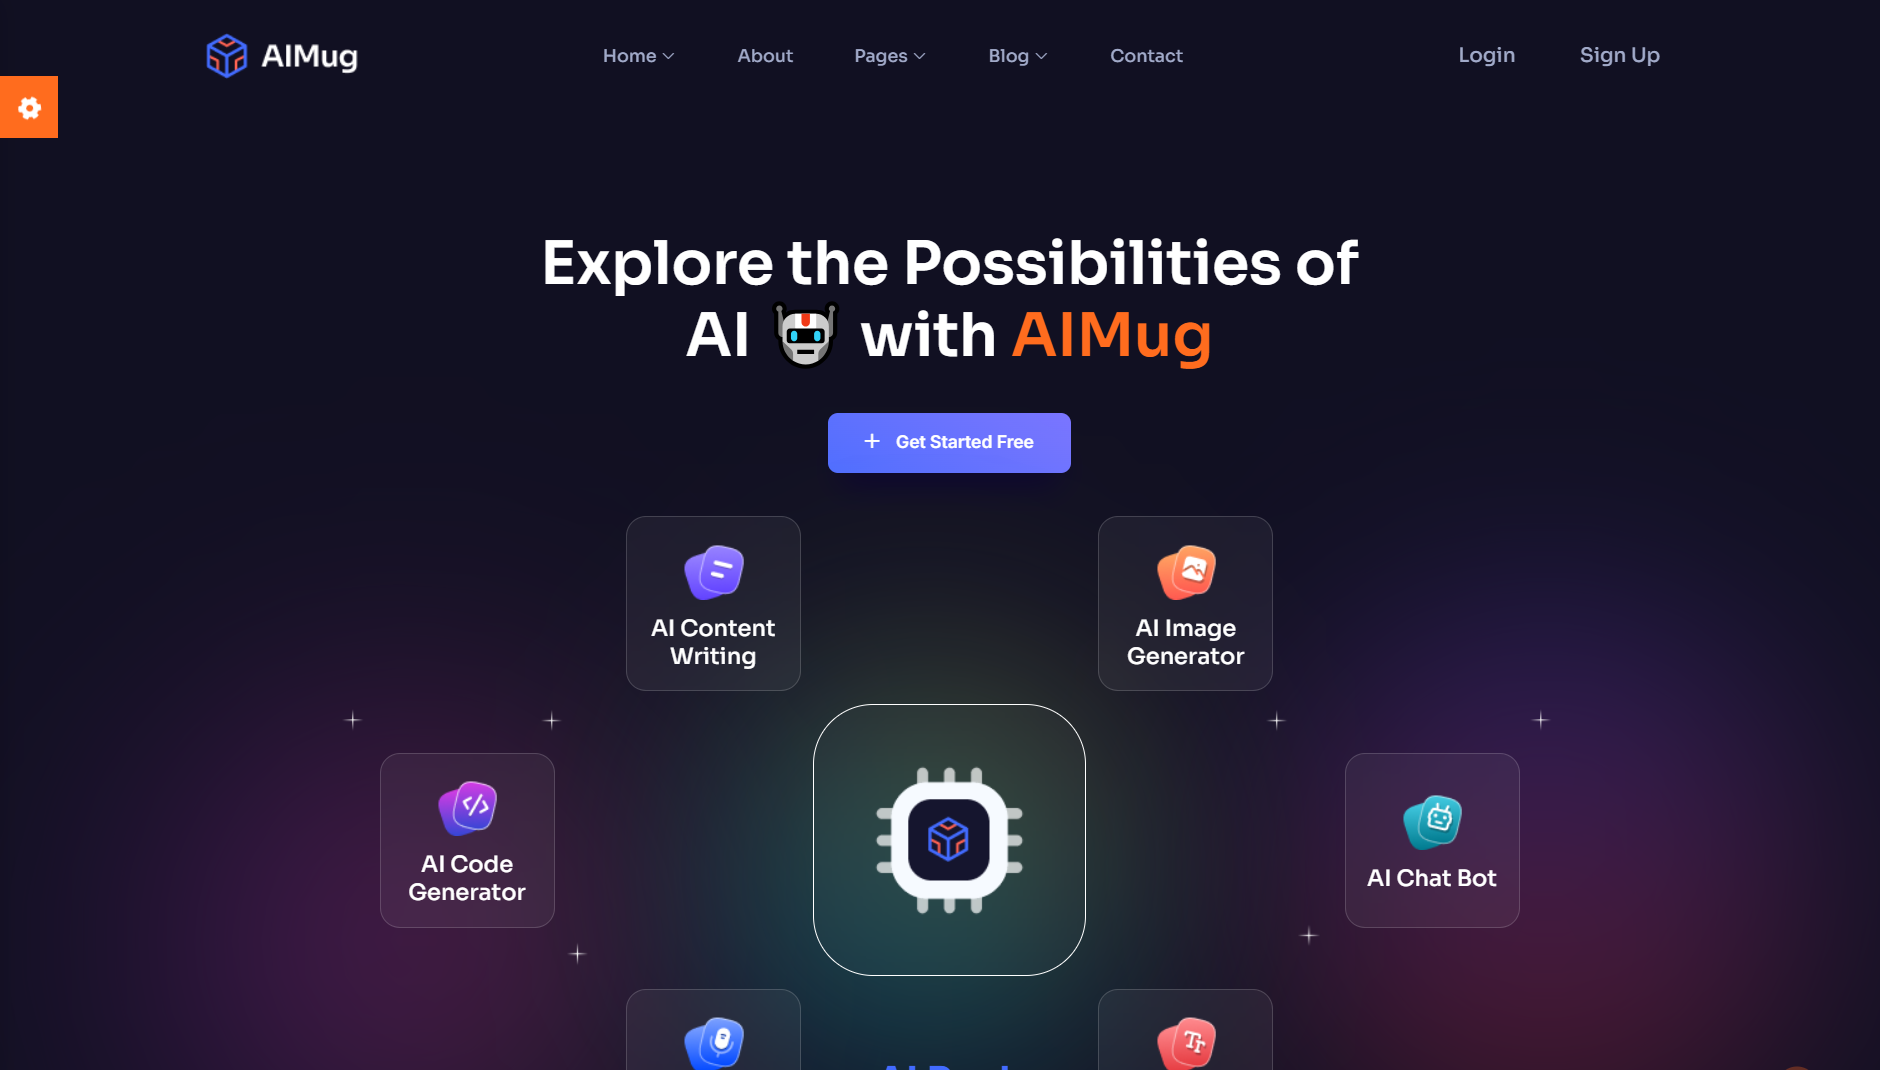 AIMug
Home
About
Pages
Blog
Contact
Login
Sign Up
Explore the Possibilities of
AI with AIMug
Get Started Free
AI Content
Writing
AI Image
Generator
AI Code
Generator
AI Chat Bot
Tr